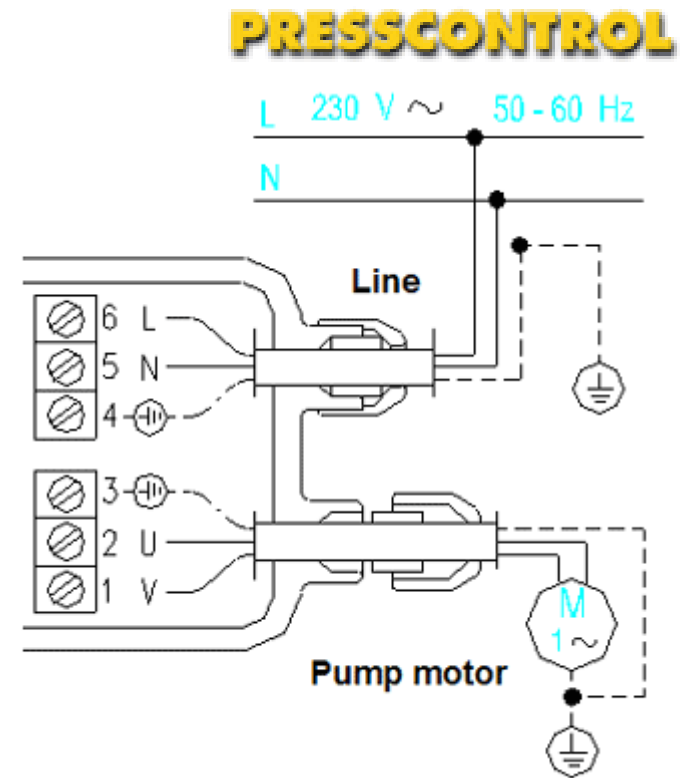 PRESSCONTROL
L 230 V ~ 50 - 60 Hz
N
Line
6 L
5 N
4
3
2 U
1 V
M
1 ~
Pump motor